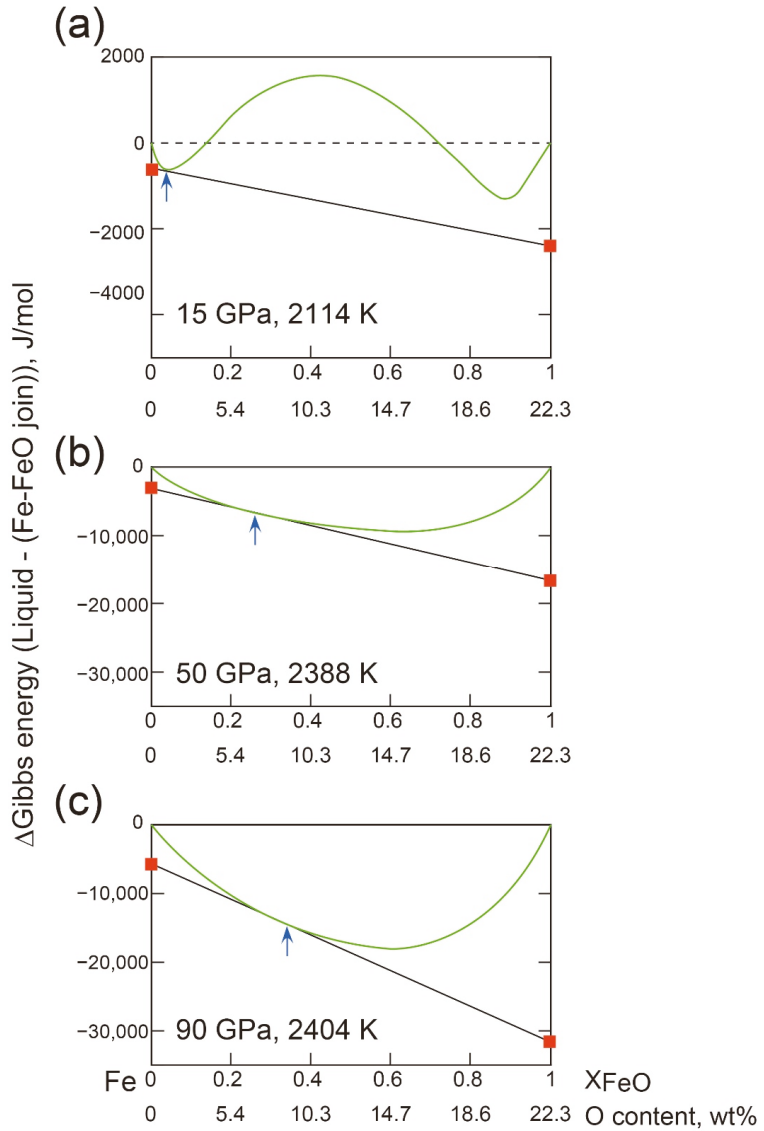 (a)
2000
0
−2000
−4000
15 GPa, 2114 K
0 0.2 0.4 0.6 0.8 1
0 5.4 10.3 14.7 18.6 22.3
ΔGibbs energy (Liquid - (Fe-FeO join)), J/mol
(b)
0
−10,000
−20,000
−30,000
50 GPa, 2388 K
0 0.2 0.4 0.6 0.8 1
0 5.4 10.3 14.7 18.6 22.3
(c)
0
−10,000
−20,000
−30,000
90 GPa, 2404 K
Fe 0 0.2 0.4 0.6 0.8 1 XFeO
0 5.4 10.3 14.7 18.6 22.3 O content, wt%